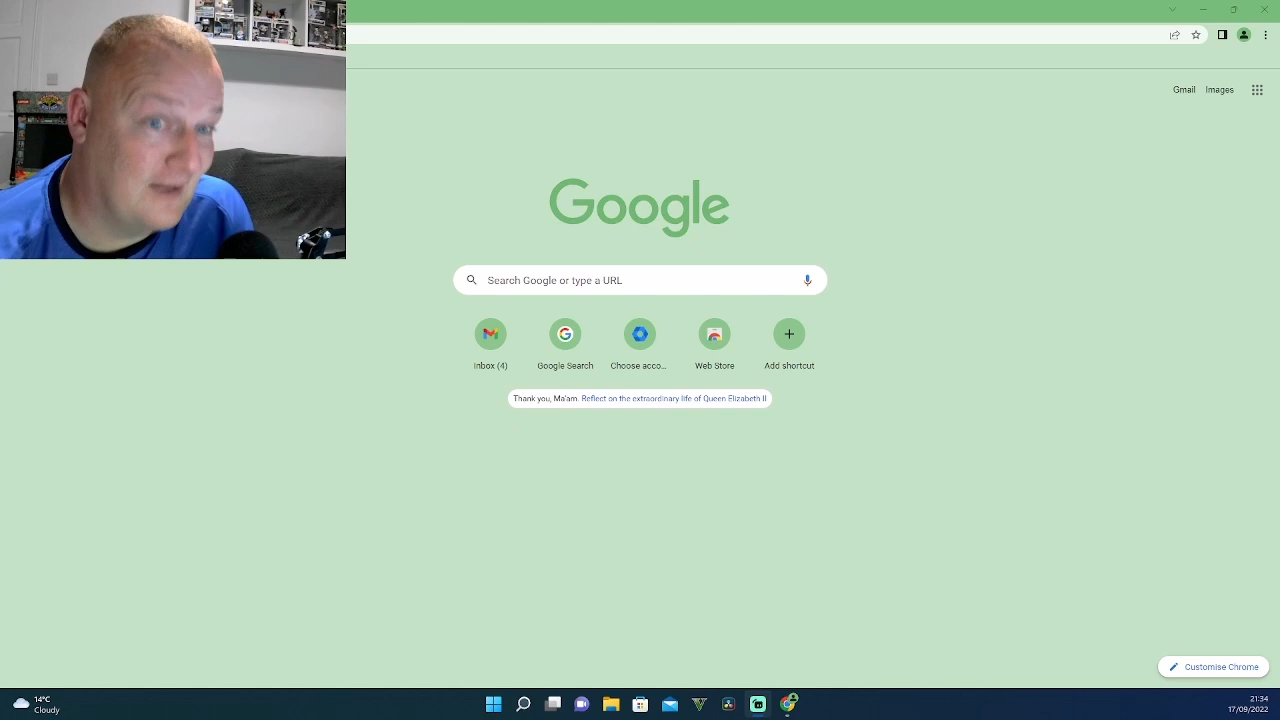 Gmail
Images
Google
Search Google or type a URL
Inbox (4)
Google Search
Choose acco...
Web Store
Add shortcut
Thank you, Ma'am. Reflect on the extraordinary life of Queen Elizabeth II
Customise Chrome
14°C
Cloudy
21:34
17/09/2022